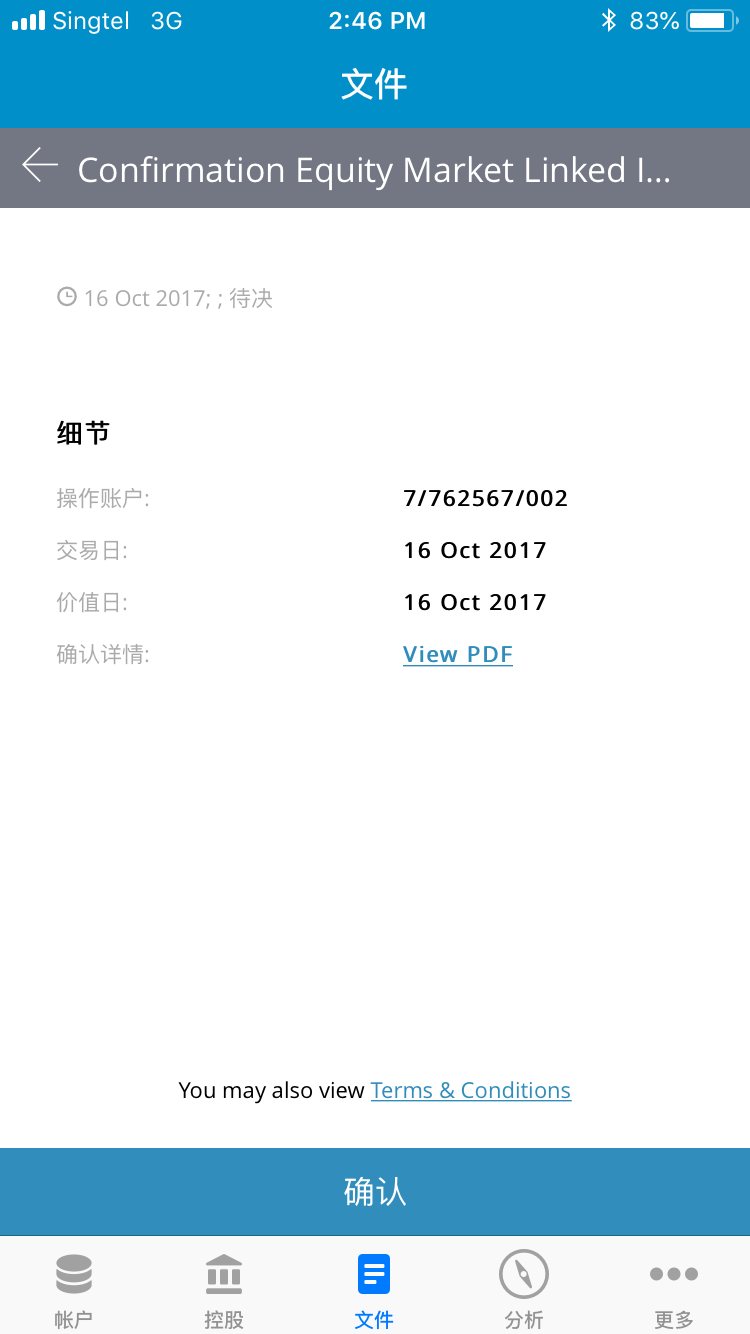 Singtel 3G 2:46 PM 83%
文件
Confirmation Equity Market Linked I...
16 Oct 2017; ; 待决
细节
操作账户: 7/762567/002
交易日: 16 Oct 2017
价值日: 16 Oct 2017
确认详情: View PDF
You may also view Terms & Conditions
确认
帐户 控股 文件 分析 更多